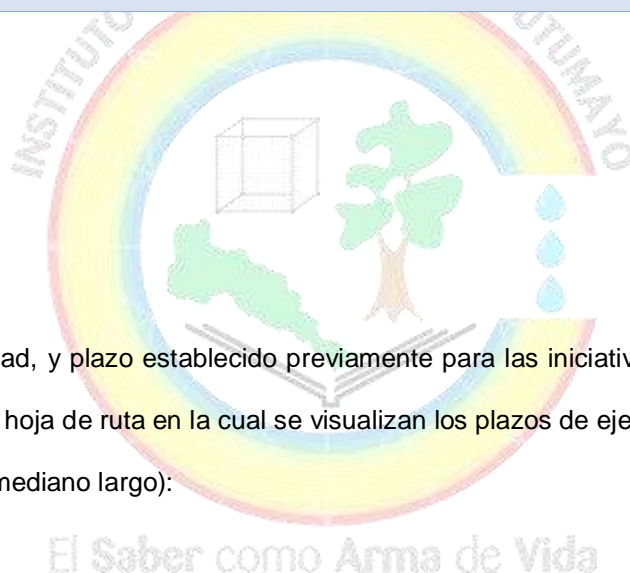 INSTITUTO
UTUMAYO
ad, y plazo establecido previamente para las iniciativ
hoja de ruta en la cual se visualizan los plazos de eje
mediano largo):
El Saber como Arma de Vida